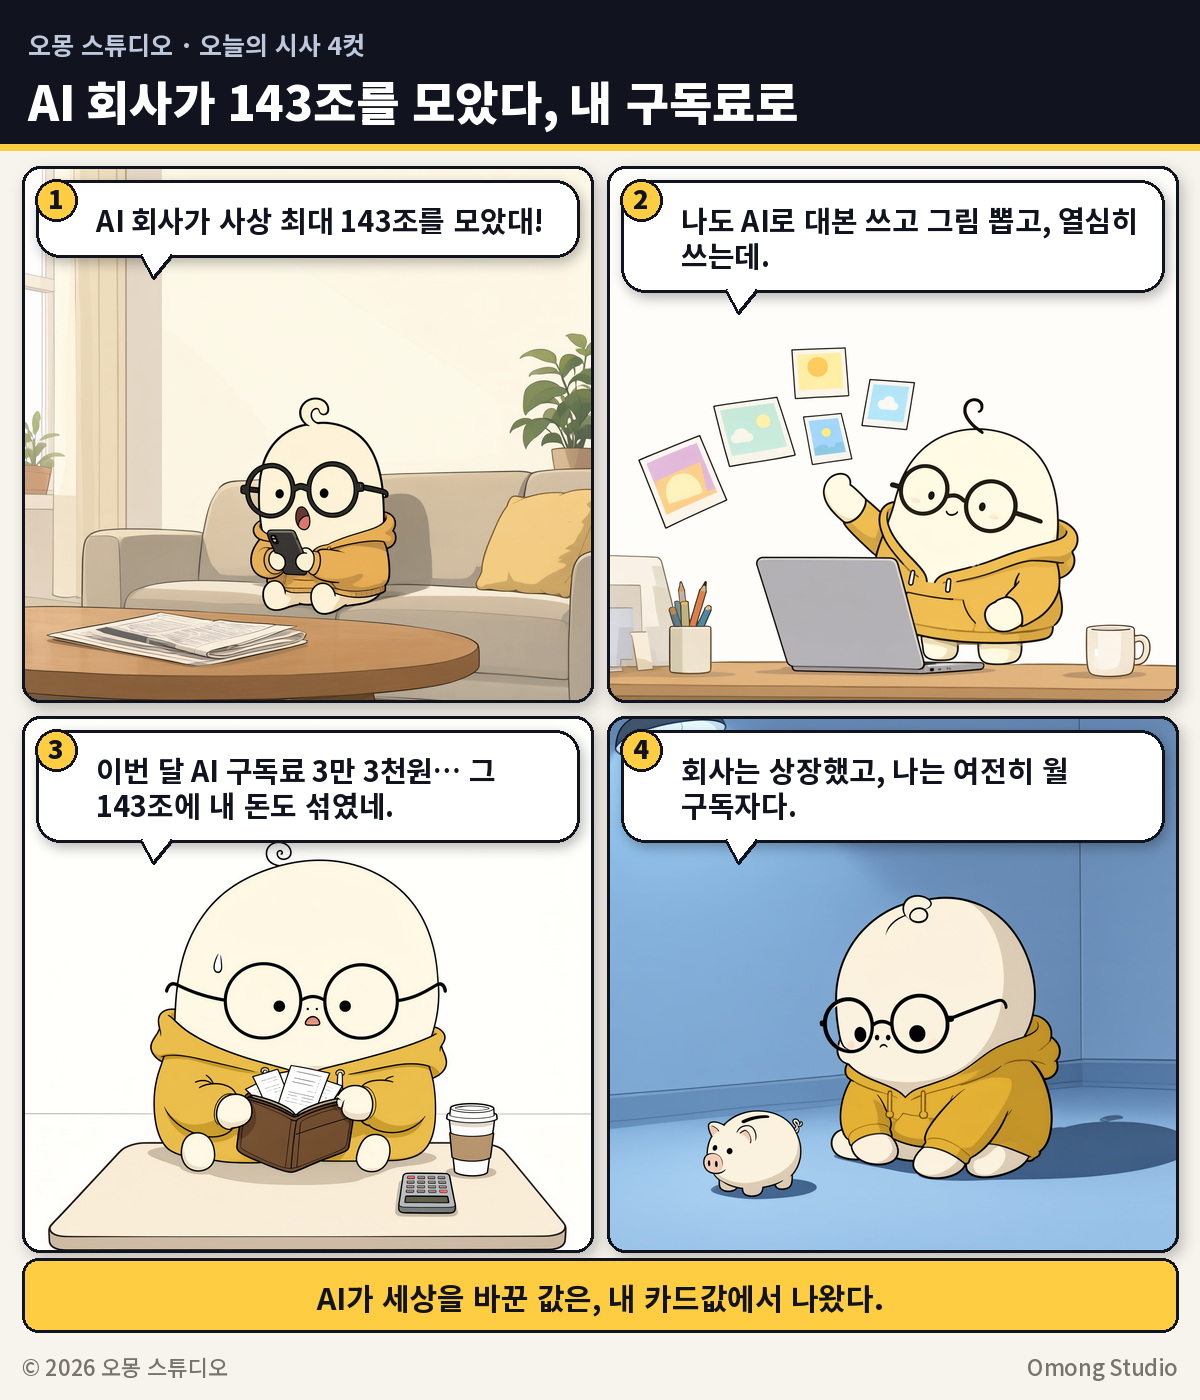 오몽 스튜디오 · 오늘의 시사 4컷
AI 회사가 143조를 모았다, 내 구독료로
1
AI 회사가 사상 최대 143조를 모았대!
2
나도 AI로 대본 쓰고 그림 뽑고, 열심히
쓰는데.
3
이번 달 AI 구독료 3만 3천원… 그
143조에 내 돈도 섞였네.
4
회사는 상장했고, 나는 여전히 월
구독자다.
AI가 세상을 바꾼 값은, 내 카드값에서 나왔다.
© 2026 오몽 스튜디오
Omong Studio